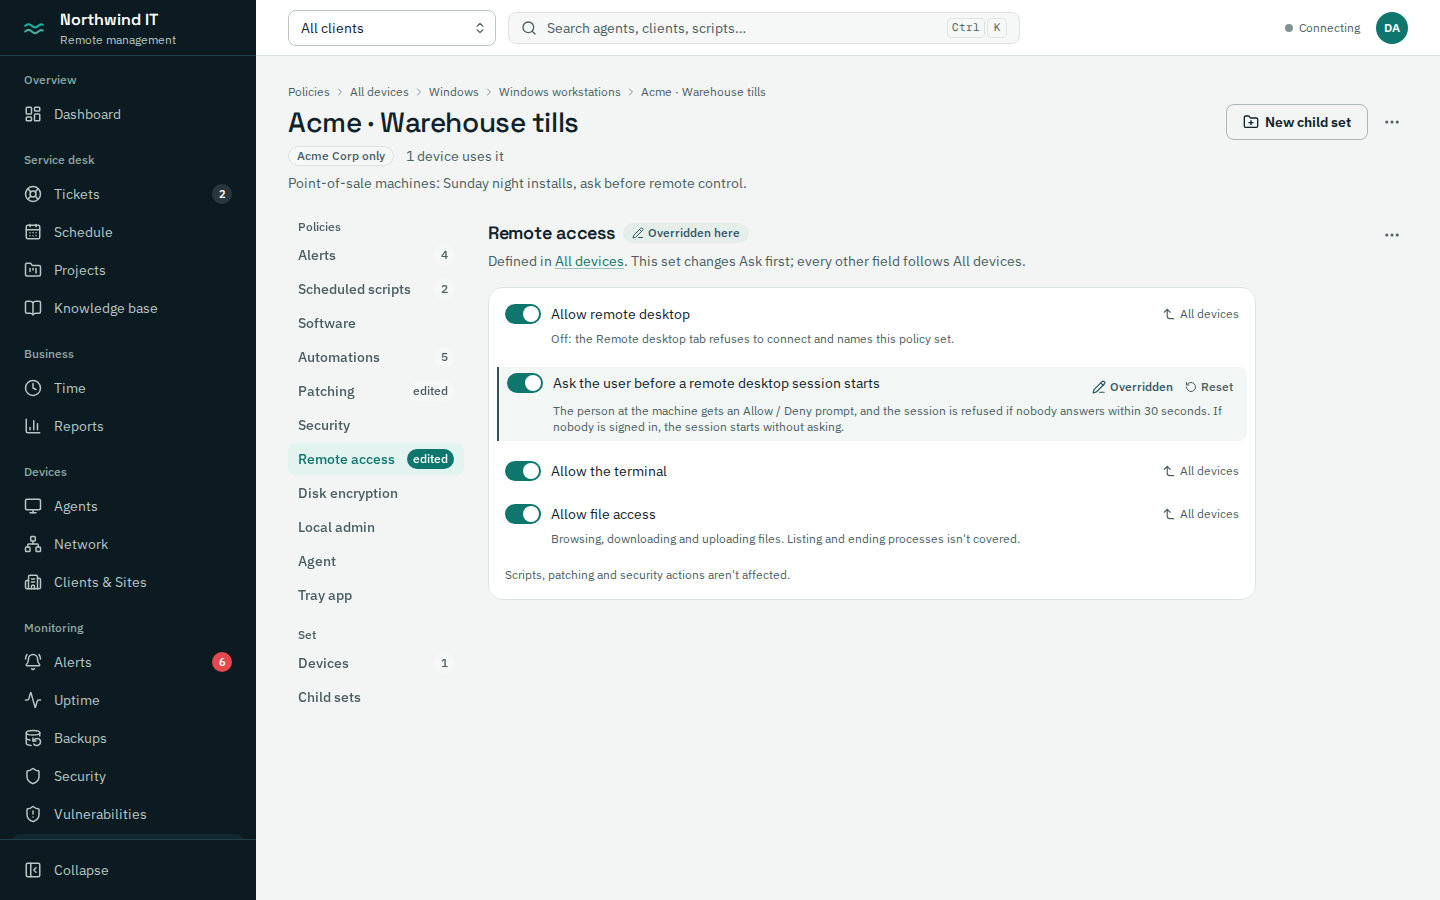 Northwind IT
Remote management
All clients
Search agents, clients, scripts...
Ctrl K
Connecting
DA
Overview
Dashboard
Service desk
Tickets 2
Schedule
Projects
Knowledge base
Business
Time
Reports
Devices
Agents
Network
Clients & Sites
Monitoring
Alerts 6
Uptime
Backups
Security
Vulnerabilities
Collapse
Policies > All devices > Windows > Windows workstations > Acme · Warehouse tills
Acme · Warehouse tills
New child set
Acme Corp only 1 device uses it
Point-of-sale machines: Sunday night installs, ask before remote control.
Policies
Alerts 4
Scheduled scripts 2
Software
Automations 5
Patching edited
Security
Remote access edited
Disk encryption
Local admin
Agent
Tray app
Set
Devices 1
Child sets
Remote access Overridden here
Defined in All devices. This set changes Ask first; every other field follows All devices.
Allow remote desktop All devices
Off: the Remote desktop tab refuses to connect and names this policy set.
Ask the user before a remote desktop session starts Overridden Reset
The person at the machine gets an Allow / Deny prompt, and the session is refused if nobody answers within 30 seconds. If
nobody is signed in, the session starts without asking.
Allow the terminal All devices
Allow file access All devices
Browsing, downloading and uploading files. Listing and ending processes isn't covered.
Scripts, patching and security actions aren't affected.